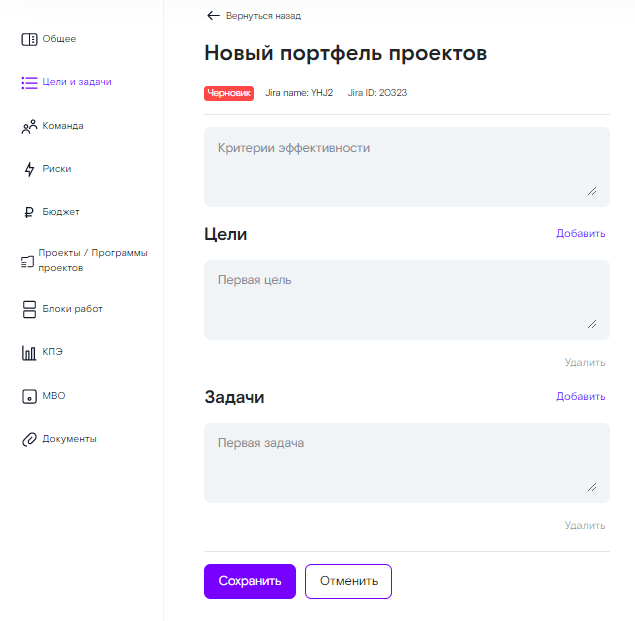 Общее
Цели и задачи
Команда
Риски
Бюджет
Проекты / Программы
проектов
Блоки работ
КПЭ
МВО
Документы
Вернуться назад
Новый портфель проектов
Черновик Jira name: YHJ2 Jira ID: 20323
Критерии эффективности
Цели Добавить
Первая цель
Удалить
Задачи Добавить
Первая задача
Удалить
Сохранить Отменить